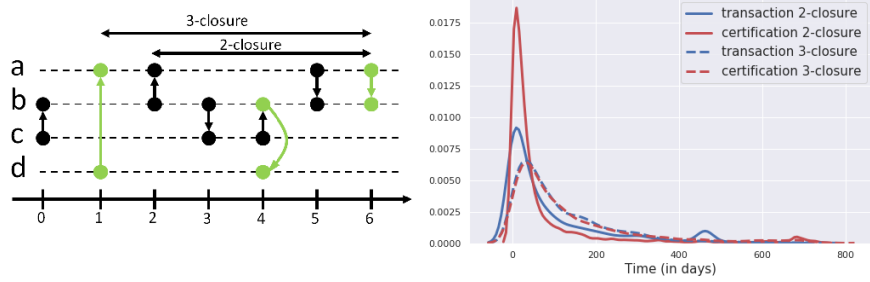 3-closure
2-closure
a
b
c
d
0 1 2 3 4 5 6
transaction 2-closure
certification 2-closure
transaction 3-closure
certification 3-closure
0.0175
0.0150
0.0125
0.0100
0.0075
0.0050
0.0025
0.0000
0 200 400 600 800
Time (in days)